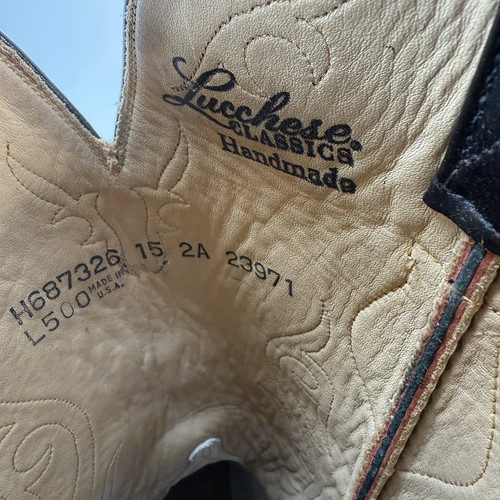 Lucchese®
CLASSICS
Handmade
H687326 15 2A 23971
L500 MADE IN
U.S.A.